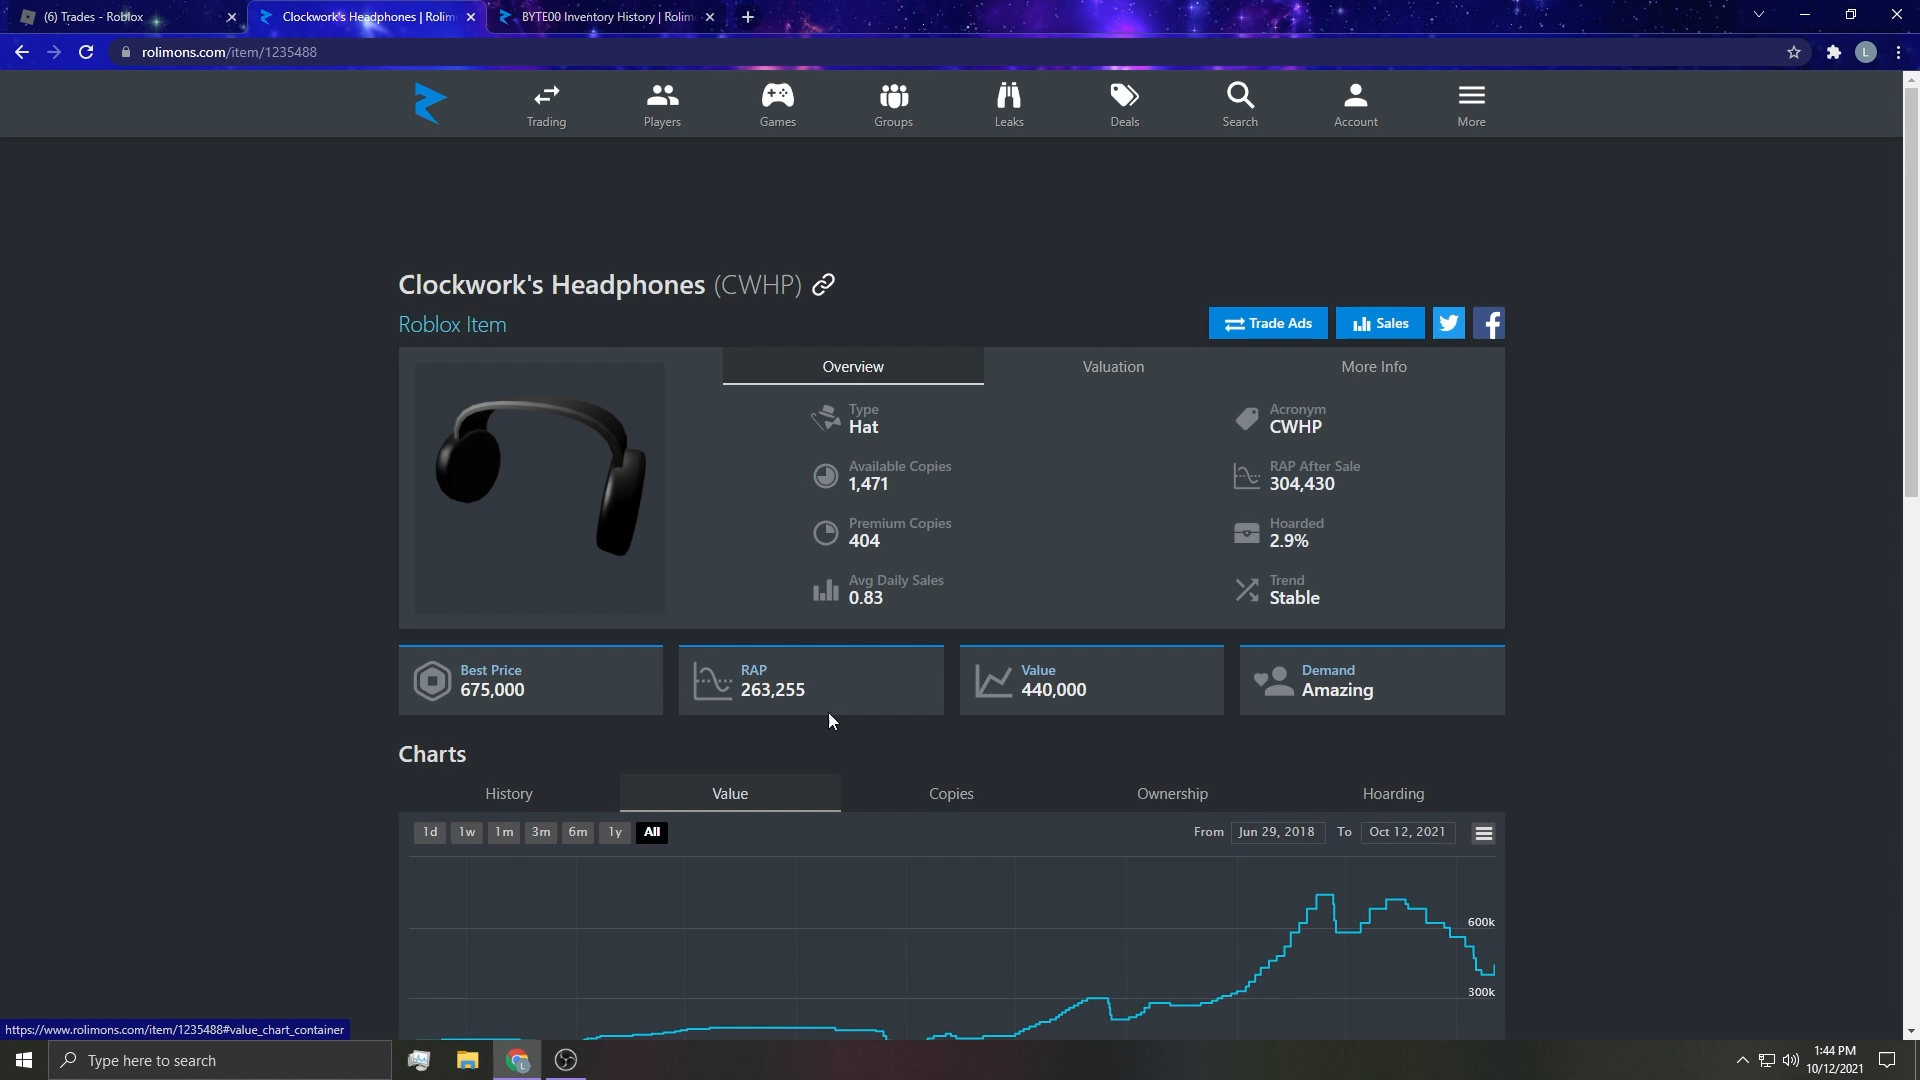 (6) Trades - Roblox
Clockwork's Headphones | Rolim
BYTE00 Inventory History | Rolim
rolimons.com/item/1235488
L
Trading
Players
Games
Groups
Leaks
Deals
Search
Account
More
Clockwork's Headphones (CWHP)
Roblox Item
Trade Ads
Sales
Overview
Valuation
More Info
Type
Hat
Acronym
CWHP
Available Copies
1,471
RAP After Sale
304,430
Premium Copies
404
Hoarded
2.9%
Avg Daily Sales
0.83
Trend
Stable
Best Price
675,000
RAP
263,255
Value
440,000
Demand
Amazing
Charts
History
Value
Copies
Ownership
Hoarding
1d 1w 1m 3m 6m 1y All
From Jun 29, 2018 To Oct 12, 2021
600k
300k
https://www.rolimons.com/item/1235488#value_chart_container
Type here to search
L
1:44 PM
10/12/2021